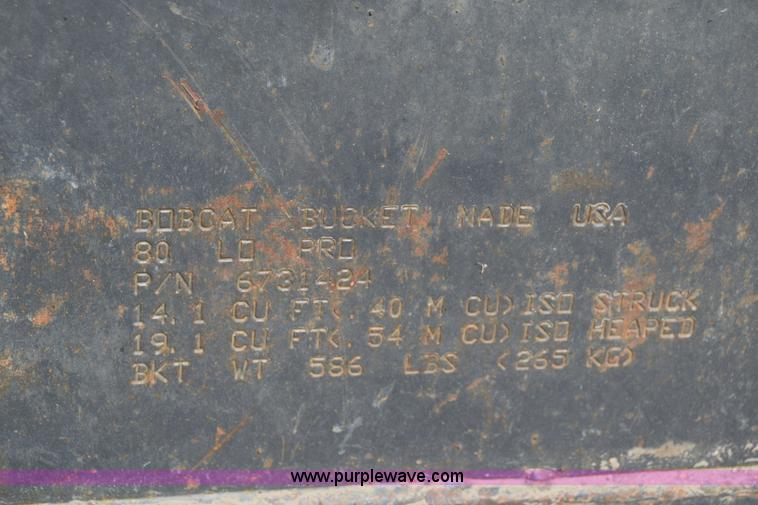 BOBCAT BUCKET MADE USA
80 LO PRO
P/N 6731424
14.1 CU FT<.40 M CU>ISO STRUCK
19.1 CU FT<.54 M CU>ISO HEAPED
BKT WT 586 LBS <265 KG>
www.purplewave.com